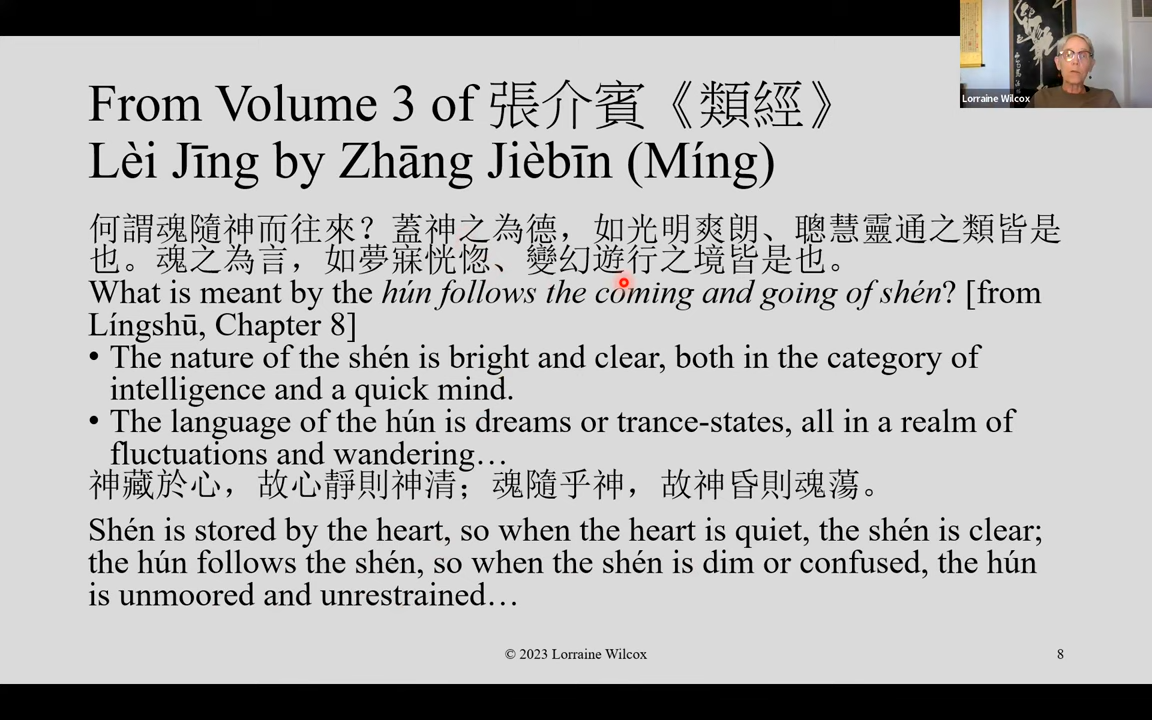 From Volume 3 of 張介賓《類經》
Lèi Jīng by Zhāng Jièbīn (Míng)
何謂魂隨神而往來？蓋神之為德，如光明爽朗、聰慧靈通之類皆是
也。魂之為言，如夢寐恍惚、變幻遊行之境皆是也。
What is meant by the hún follows the coming and going of shén? [from
Língshū, Chapter 8]
• The nature of the shén is bright and clear, both in the category of
intelligence and a quick mind.
• The language of the hún is dreams or trance-states, all in a realm of
fluctuations and wandering…
神藏於心，故心靜則神清；魂隨乎神，故神昏則魂蕩。
Shén is stored by the heart, so when the heart is quiet, the shén is clear;
the hún follows the shén, so when the shén is dim or confused, the hún
is unmoored and unrestrained…
© 2023 Lorraine Wilcox
8
Lorraine Wilcox